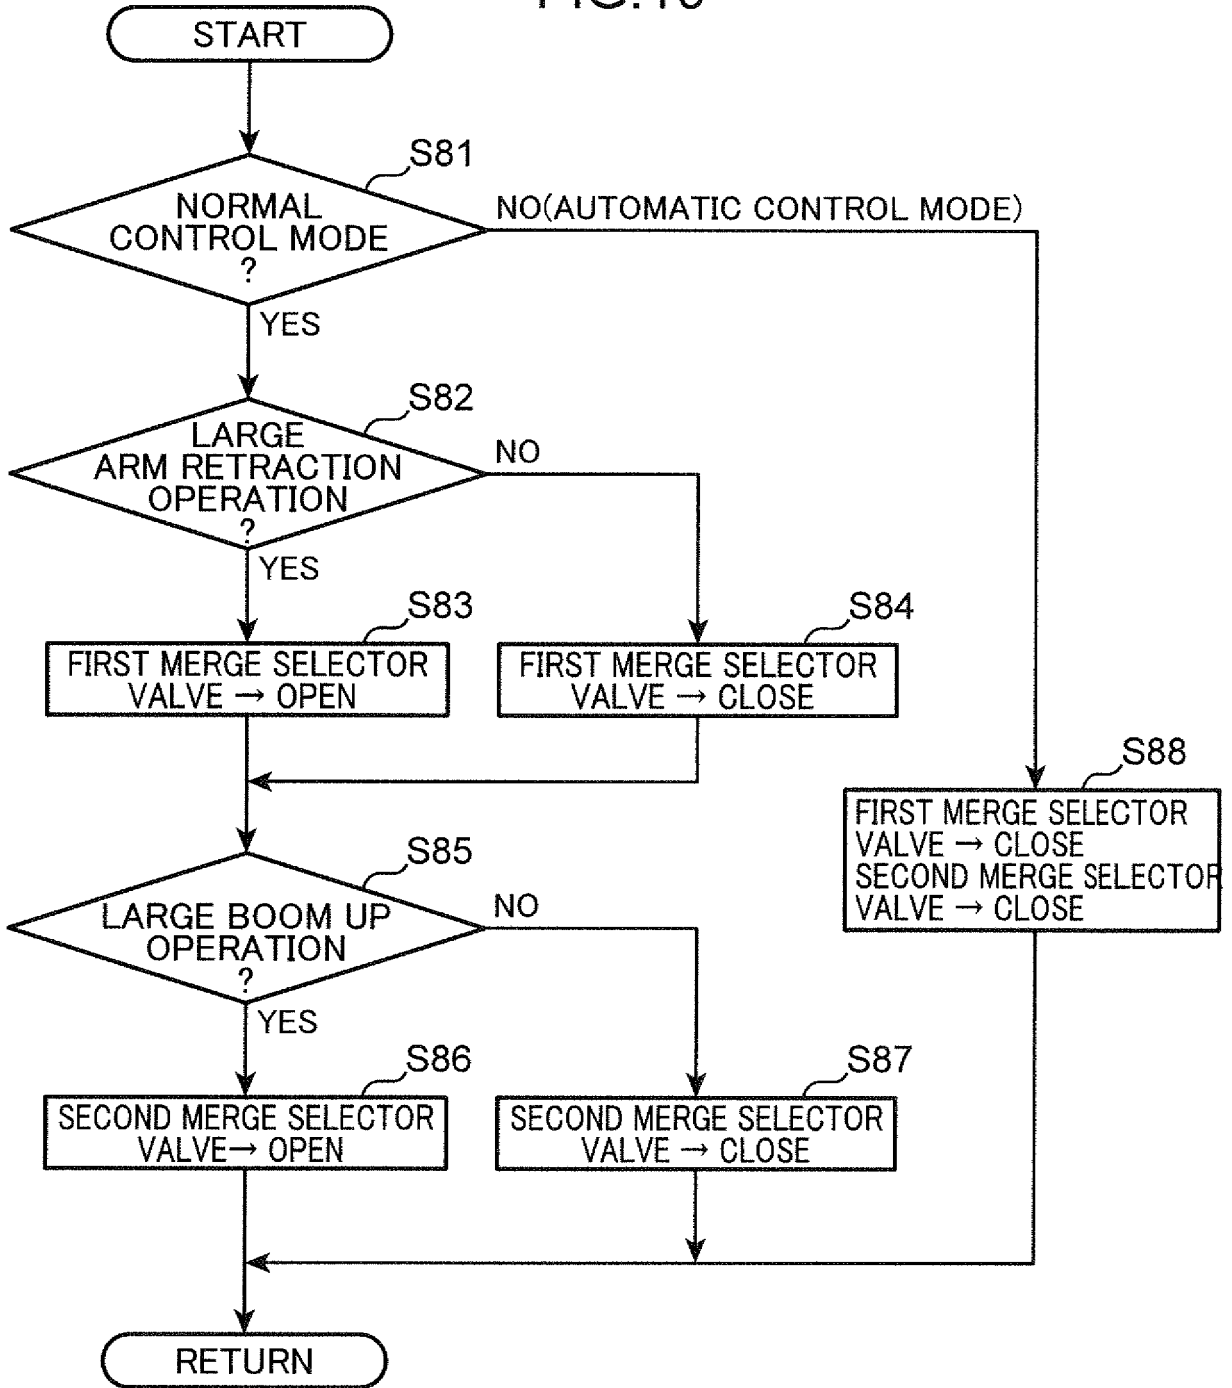 START
S81
NORMAL
CONTROL MODE
?
NO(AUTOMATIC CONTROL MODE)
YES
S82
LARGE
ARM RETRACTION
OPERATION
?
NO
YES
S83
FIRST MERGE SELECTOR
VALVE → OPEN
S84
FIRST MERGE SELECTOR
VALVE → CLOSE
S88
FIRST MERGE SELECTOR
VALVE → CLOSE
SECOND MERGE SELECTOR
VALVE → CLOSE
S85
LARGE BOOM UP
OPERATION
?
NO
YES
S86
SECOND MERGE SELECTOR
VALVE→ OPEN
S87
SECOND MERGE SELECTOR
VALVE → CLOSE
RETURN